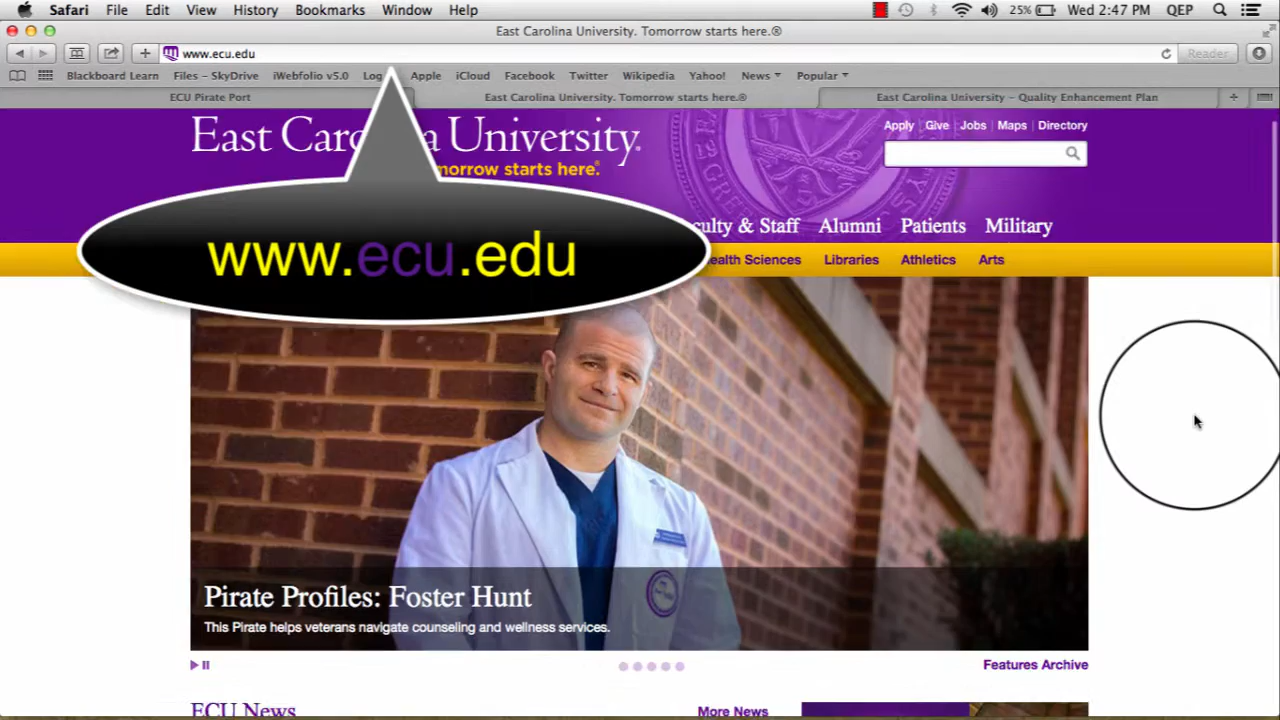 Safari File Edit View History Bookmarks Window Help 25% Wed 2:47 PM QEP
East Carolina University. Tomorrow starts here.®
www.ecu.edu Reader
Blackboard Learn Files – SkyDrive iWebfolio v5.0 Log Apple iCloud Facebook Twitter Wikipedia Yahoo! News Popular
ECU Pirate Port East Carolina University. Tomorrow starts here.® East Carolina University – Quality Enhancement Plan
Apply Give Jobs Maps Directory
East Carolina University.
Tomorrow starts here.®
Faculty & Staff Alumni Patients Military
Health Sciences Libraries Athletics Arts
www.ecu.edu
Pirate Profiles: Foster Hunt
This Pirate helps veterans navigate counseling and wellness services.
Features Archive
ECU News More News